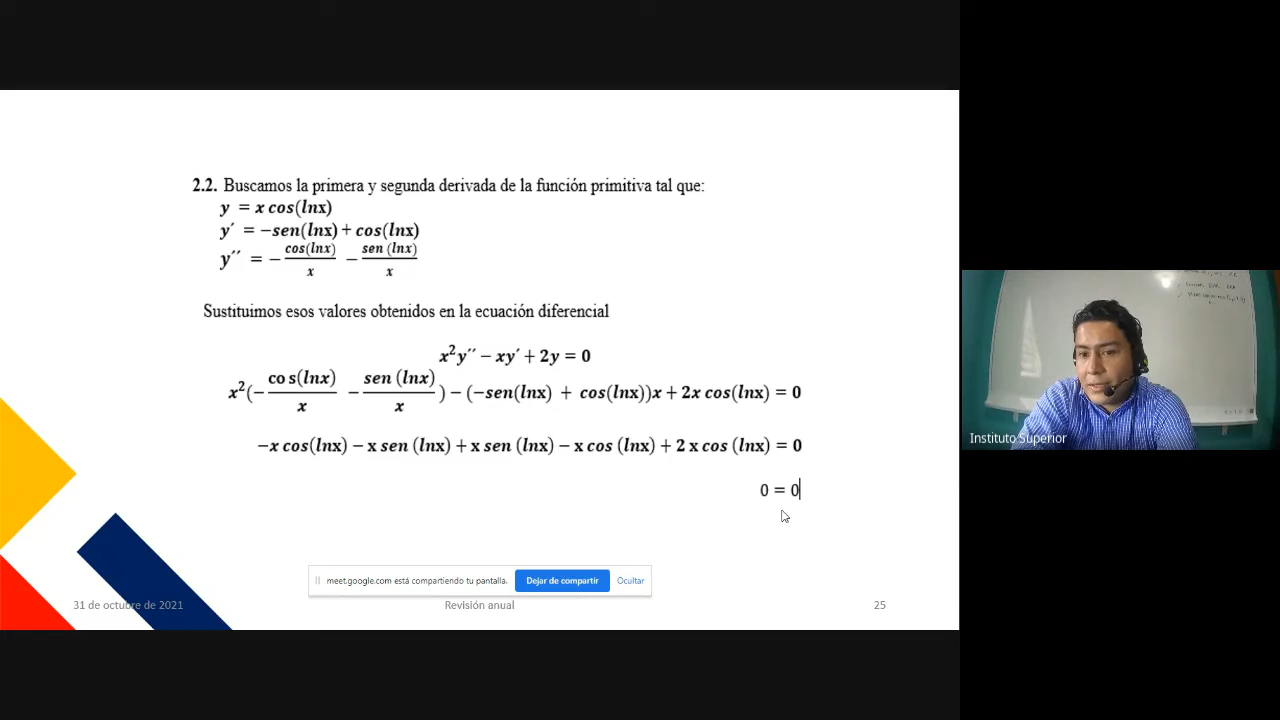 2.2. Buscamos la primera y segunda derivada de la función primitiva tal que:
y = x cos(lnx)
y´ = −sen(lnx) + cos(lnx)
y´´ = − cos(lnx)/x − sen (lnx)/x
Sustituimos esos valores obtenidos en la ecuación diferencial
x²y´´ − xy´ + 2y = 0
x²(− co s(lnx)/x − sen (lnx)/x ) − (−sen(lnx) + cos(lnx))x + 2x cos(lnx) = 0
−x cos(lnx) − x sen (lnx) + x sen (lnx) − x cos (lnx) + 2 x cos (lnx) = 0
0 = 0
Instituto Superior
meet.google.com está compartiendo tu pantalla. Dejar de compartir Ocultar
31 de octubre de 2021 Revisión anual 25